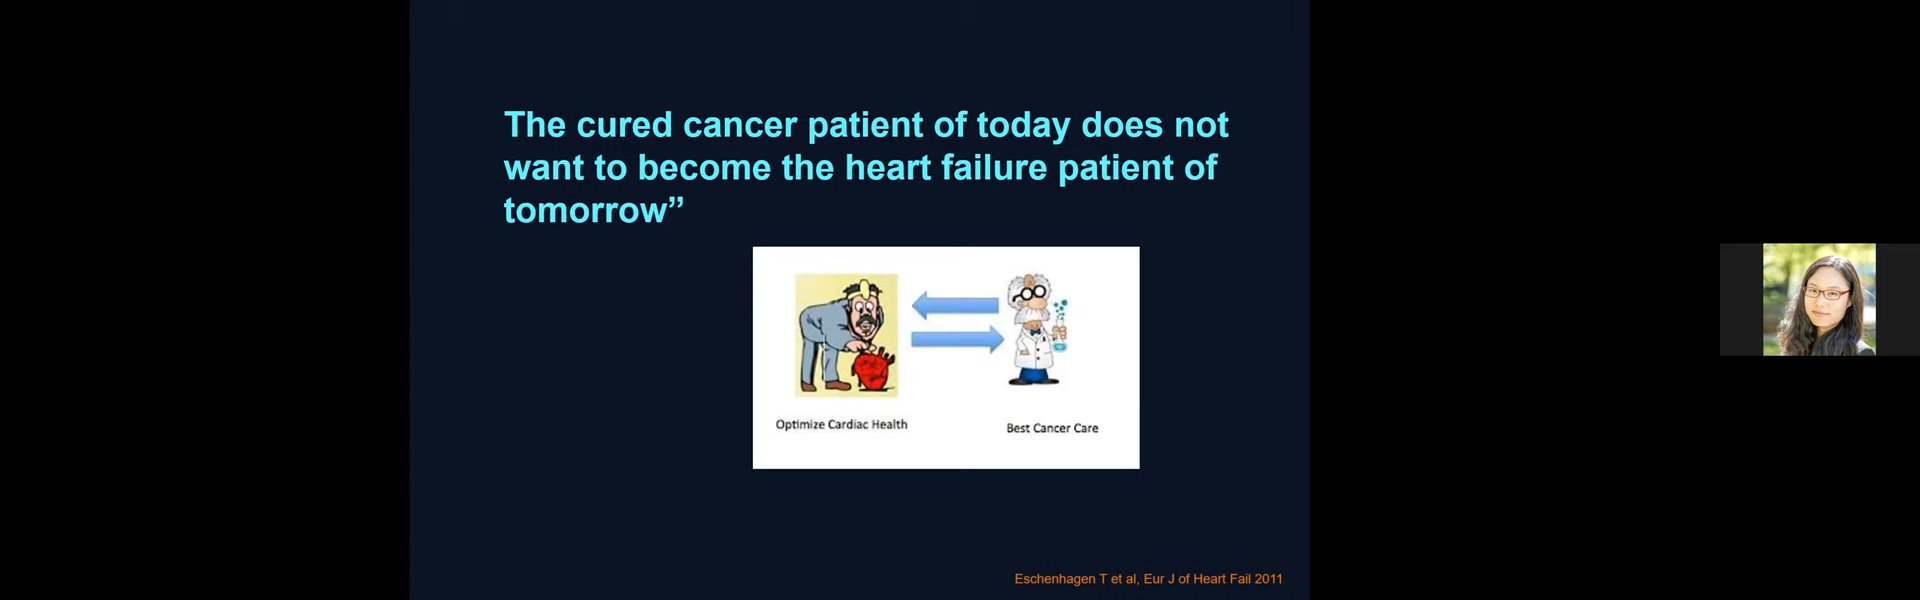 The cured cancer patient of today does not
want to become the heart failure patient of
tomorrow”
Optimize Cardiac Health
Best Cancer Care
Eschenhagen T et al, Eur J of Heart Fail 2011